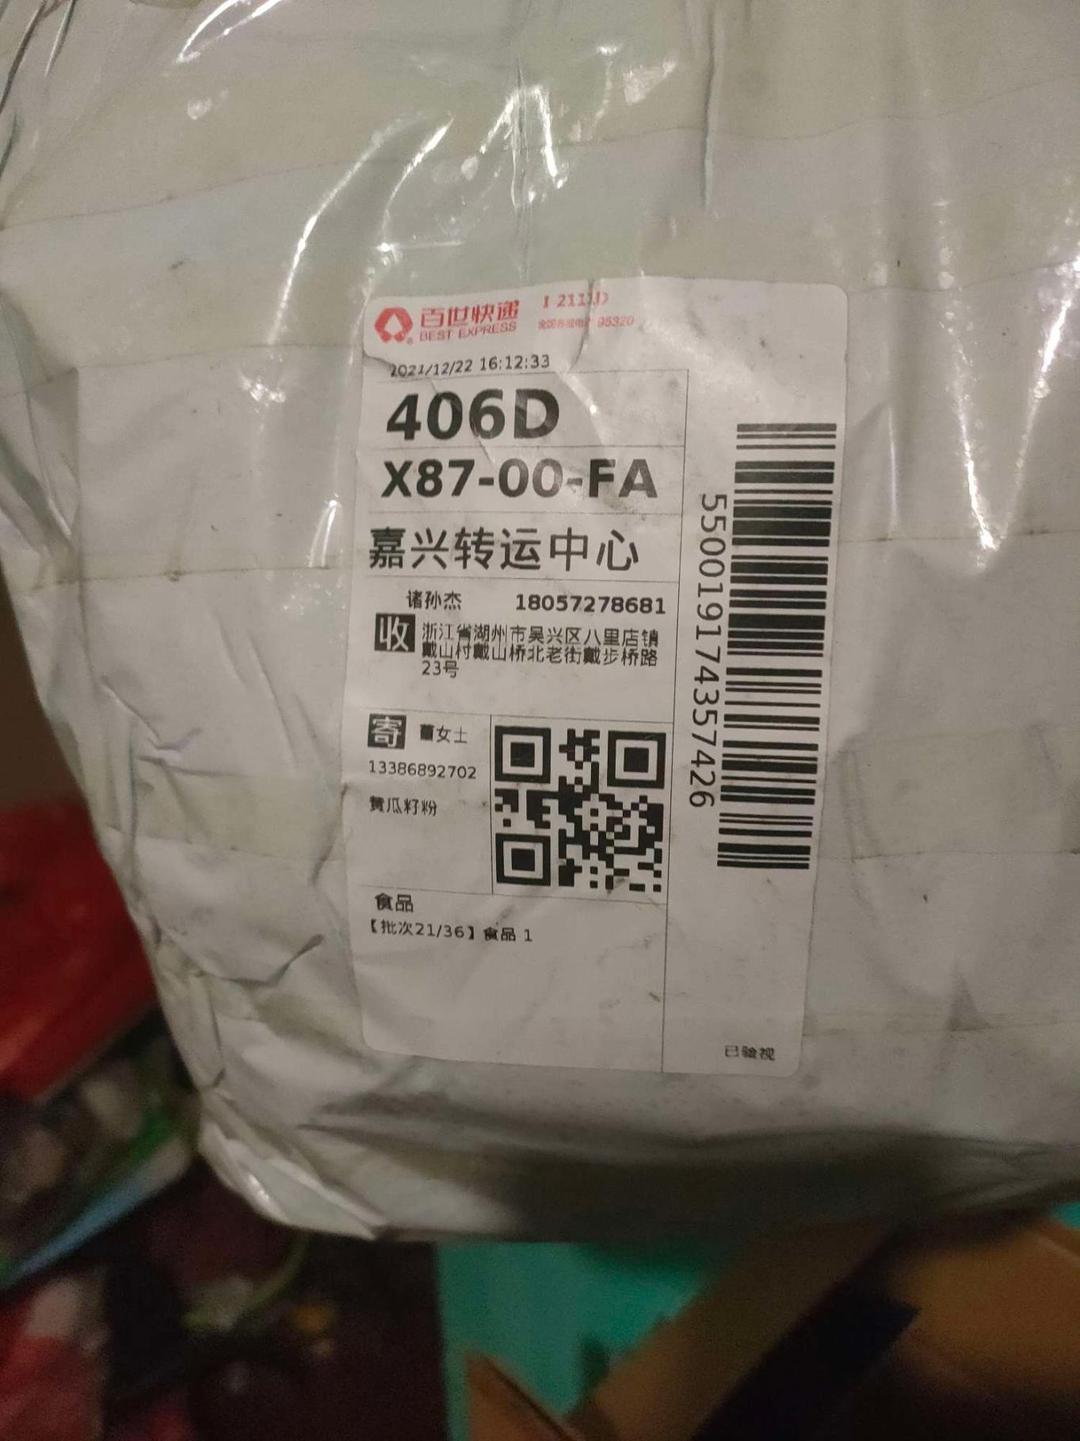 百世快递
BEST EXPRESS
95320
2021/12/22 16:12:33
406D
X87-00-FA
嘉兴转运中心
诸孙杰 18057278681
收
浙江省湖州市吴兴区八里店镇
戴山村戴山桥北老街戴步桥路
23号
寄 董女士
13386892702
黄瓜籽粉
食品
【批次21/36】食品 1
550019174357426
已验视